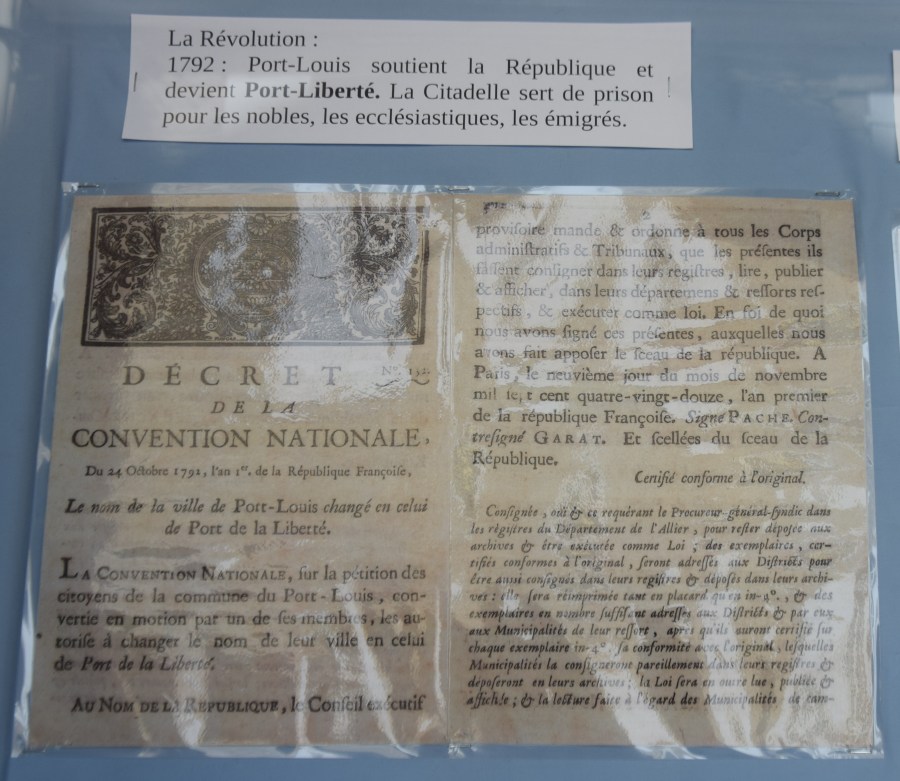 La Révolution :
1792 : Port-Louis soutient la République et
devient Port-Liberté. La Citadelle sert de prison
pour les nobles, les ecclésiastiques, les émigrés.
DÉCRET
DE LA
CONVENTION NATIONALE,
Du 24 Octobre 1792, l'an 1er. de la République Françoise,
Le nom de la ville de Port-Louis changé en celui
de Port de la Liberté.
LA CONVENTION NATIONALE, ſur la pétition des
citoyens de la commune du Port-Louis, con-
vertie en motion par un de ſes membres, les au-
toriſe à changer le nom de leur ville en celui
de Port de la Liberté.
AU NOM DE LA RÉPUBLIQUE, le Conſeil exécutif
2
proviſoire mande & ordonne à tous les Corps
adminiſtratifs & Tribunaux, que les préſentes ils
faſſent conſigner dans leurs regiſtres, lire, publier
& afficher, dans leurs départemens & reſſorts reſ-
pectifs, & exécuter comme loi. En foi de quoi
nous avons ſigné ces préſentes, auxquelles nous
avons fait appoſer le ſceau de la république. A
Paris, le neuvième jour du mois de novembre
mil ſept cent quatre-vingt-douze, l'an premier
de la république Françoiſe. Signé PACHE. Con-
treſigné GARAT. Et ſcellées du ſceau de la
République.
Certifié conforme à l'original.
Conſignée, oui & ce requérant le Procureur-général-ſyndic dans
les régiſtres du Département de l'Allier, pour reſter dépoſée aux
archives & être exécutée comme Loi ; des exemplaires, cer-
tifiés conformes à l'original, ſeront adreſſés aux Diſtricts pour
être auſſi conſignés dans leurs regiſtres & dépoſés dans leurs archi-
ves : elle ſera réimprimée tant en placard qu'en in-4°., & des
exemplaires en nombre ſuffiſant adreſſés aux Diſtricts & par eux
aux Municipalités de leur reſſort, après qu'ils auront certifié ſur
chaque exemplaire in-4°. ſa conformité avec l'original, leſquelles
Municipalités la conſigneront pareillement dans leurs regiſtres &
dépoſeront en leurs archives ; la Loi ſera en outre lue, publiée &
affichée ; & la lecture faite à l'égard des Municipalités de cam-